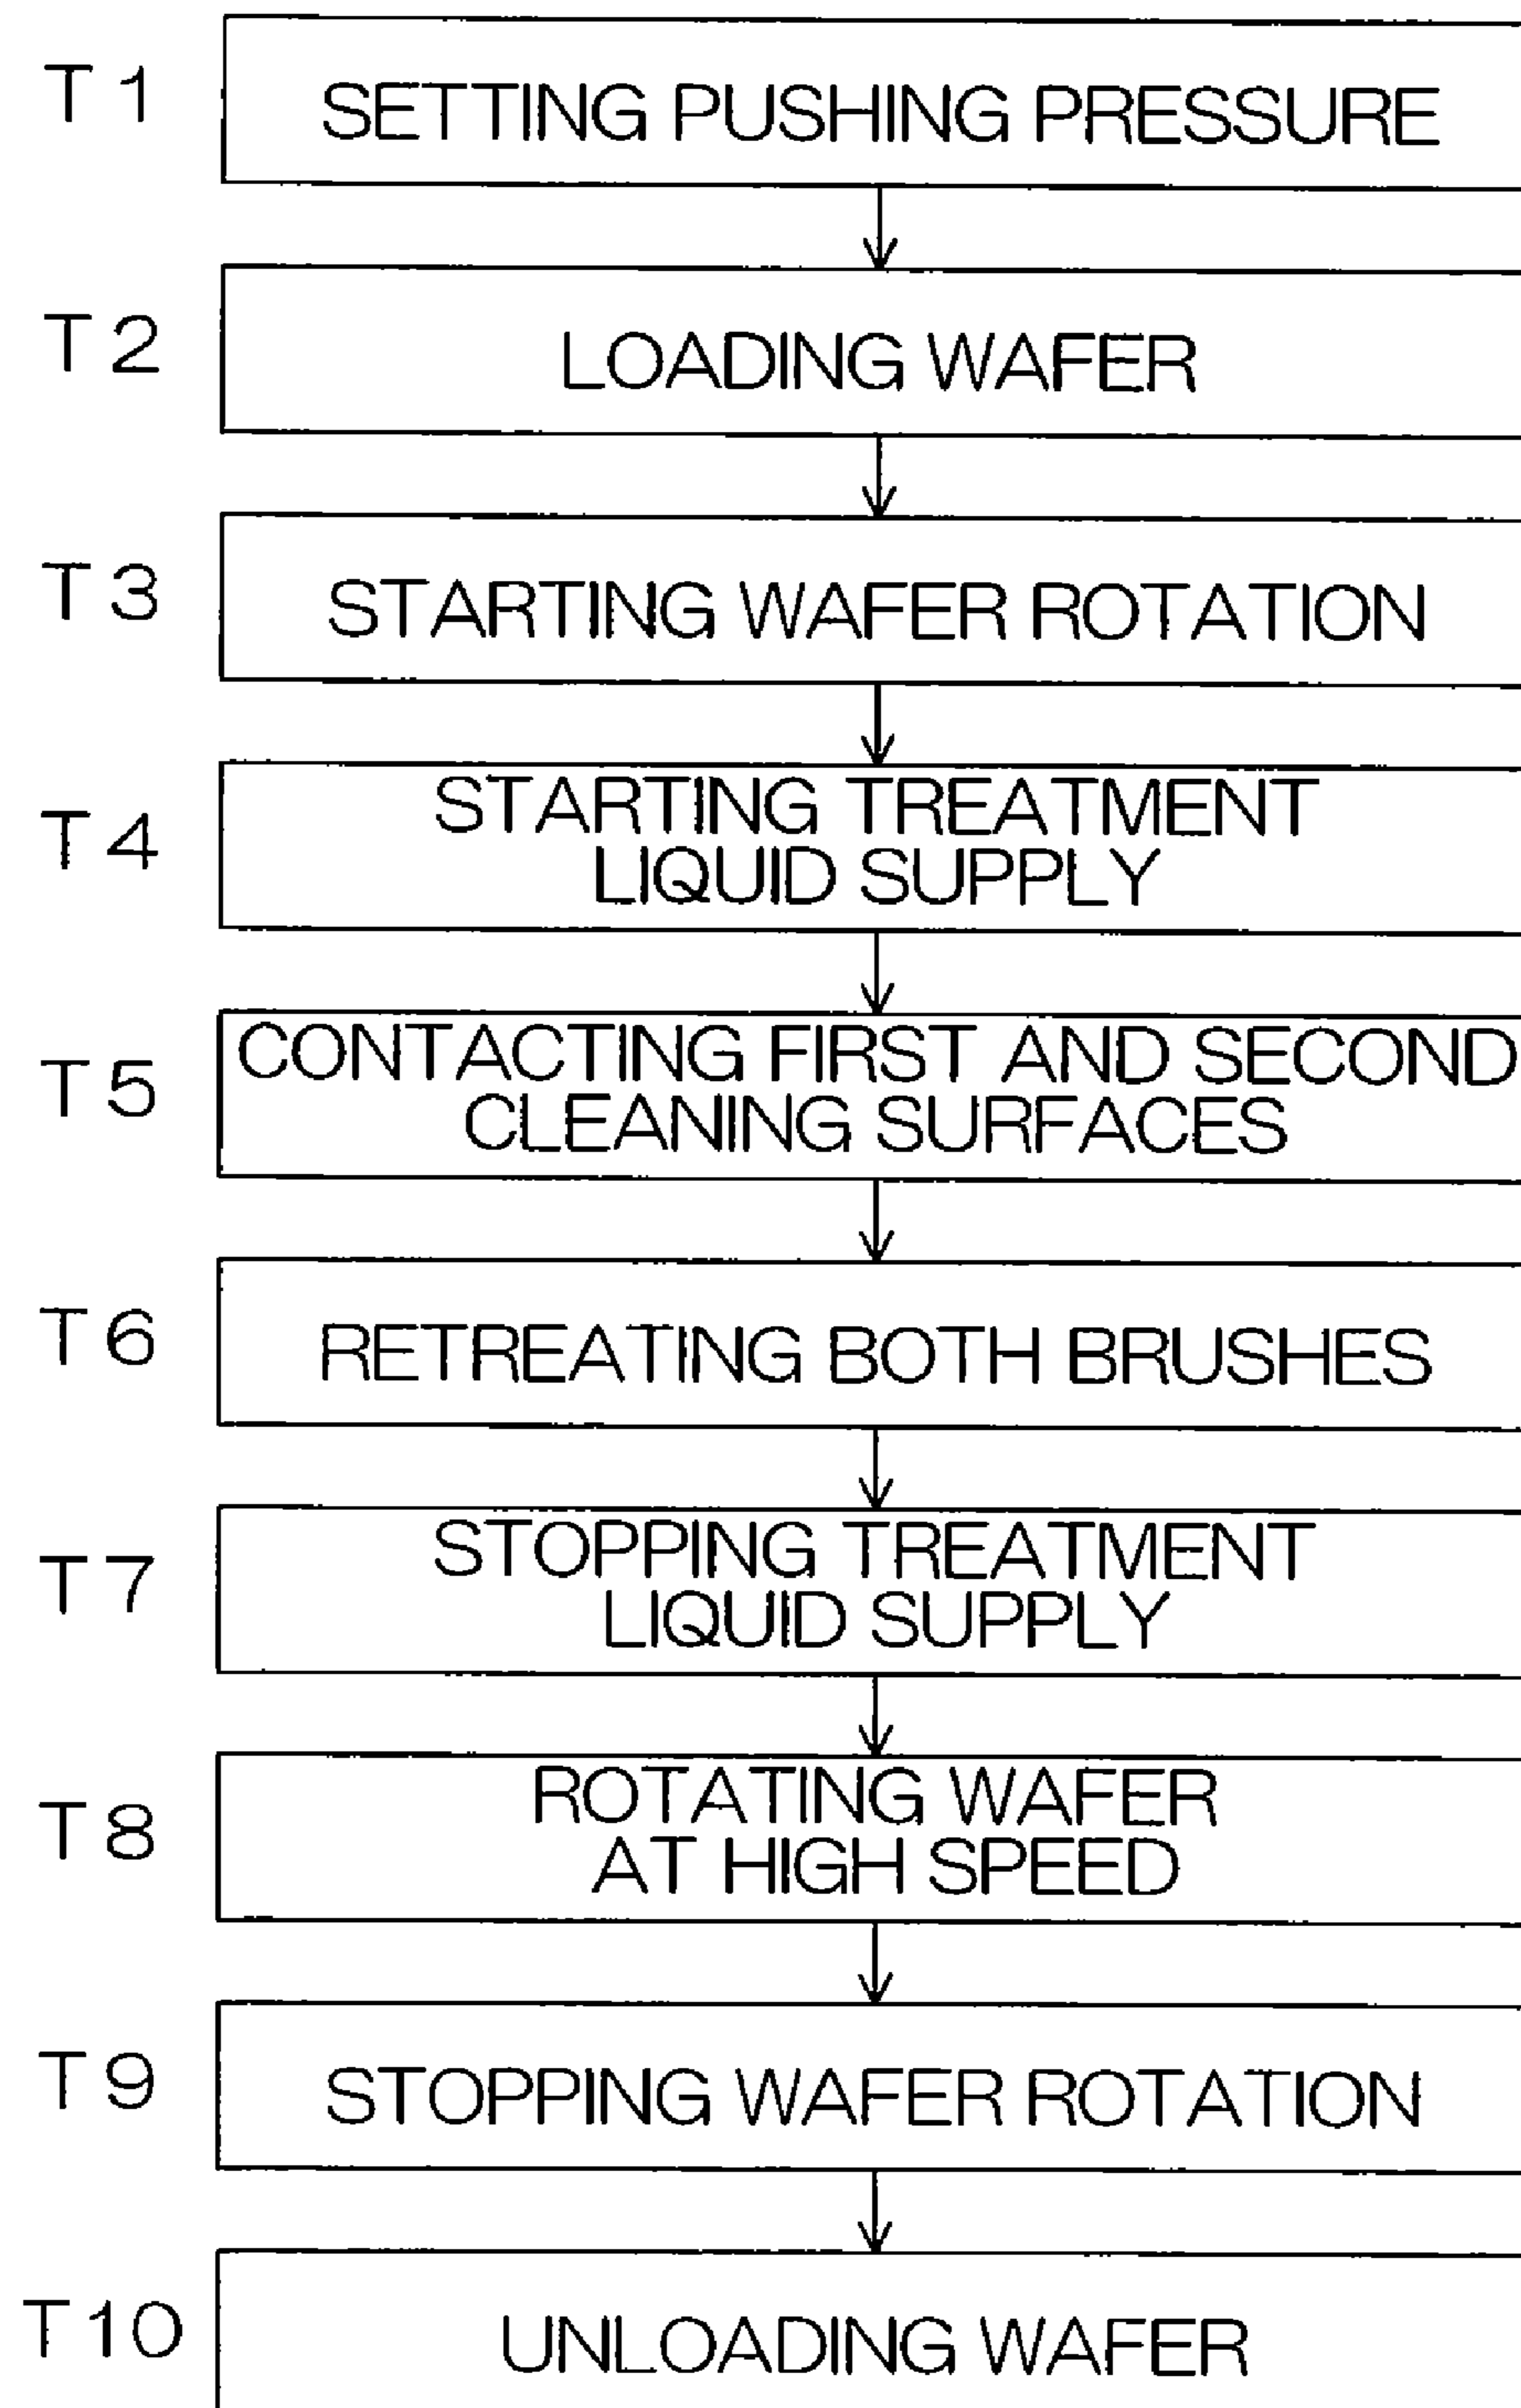 T1 SETTING PUSHING PRESSURE
T2 LOADING WAFER
T3 STARTING WAFER ROTATION
T4 STARTING TREATMENT
LIQUID SUPPLY
T5 CONTACTING FIRST AND SECOND
CLEANING SURFACES
T6 RETREATING BOTH BRUSHES
T7 STOPPING TREATMENT
LIQUID SUPPLY
T8 ROTATING WAFER
AT HIGH SPEED
T9 STOPPING WAFER ROTATION
T10 UNLOADING WAFER